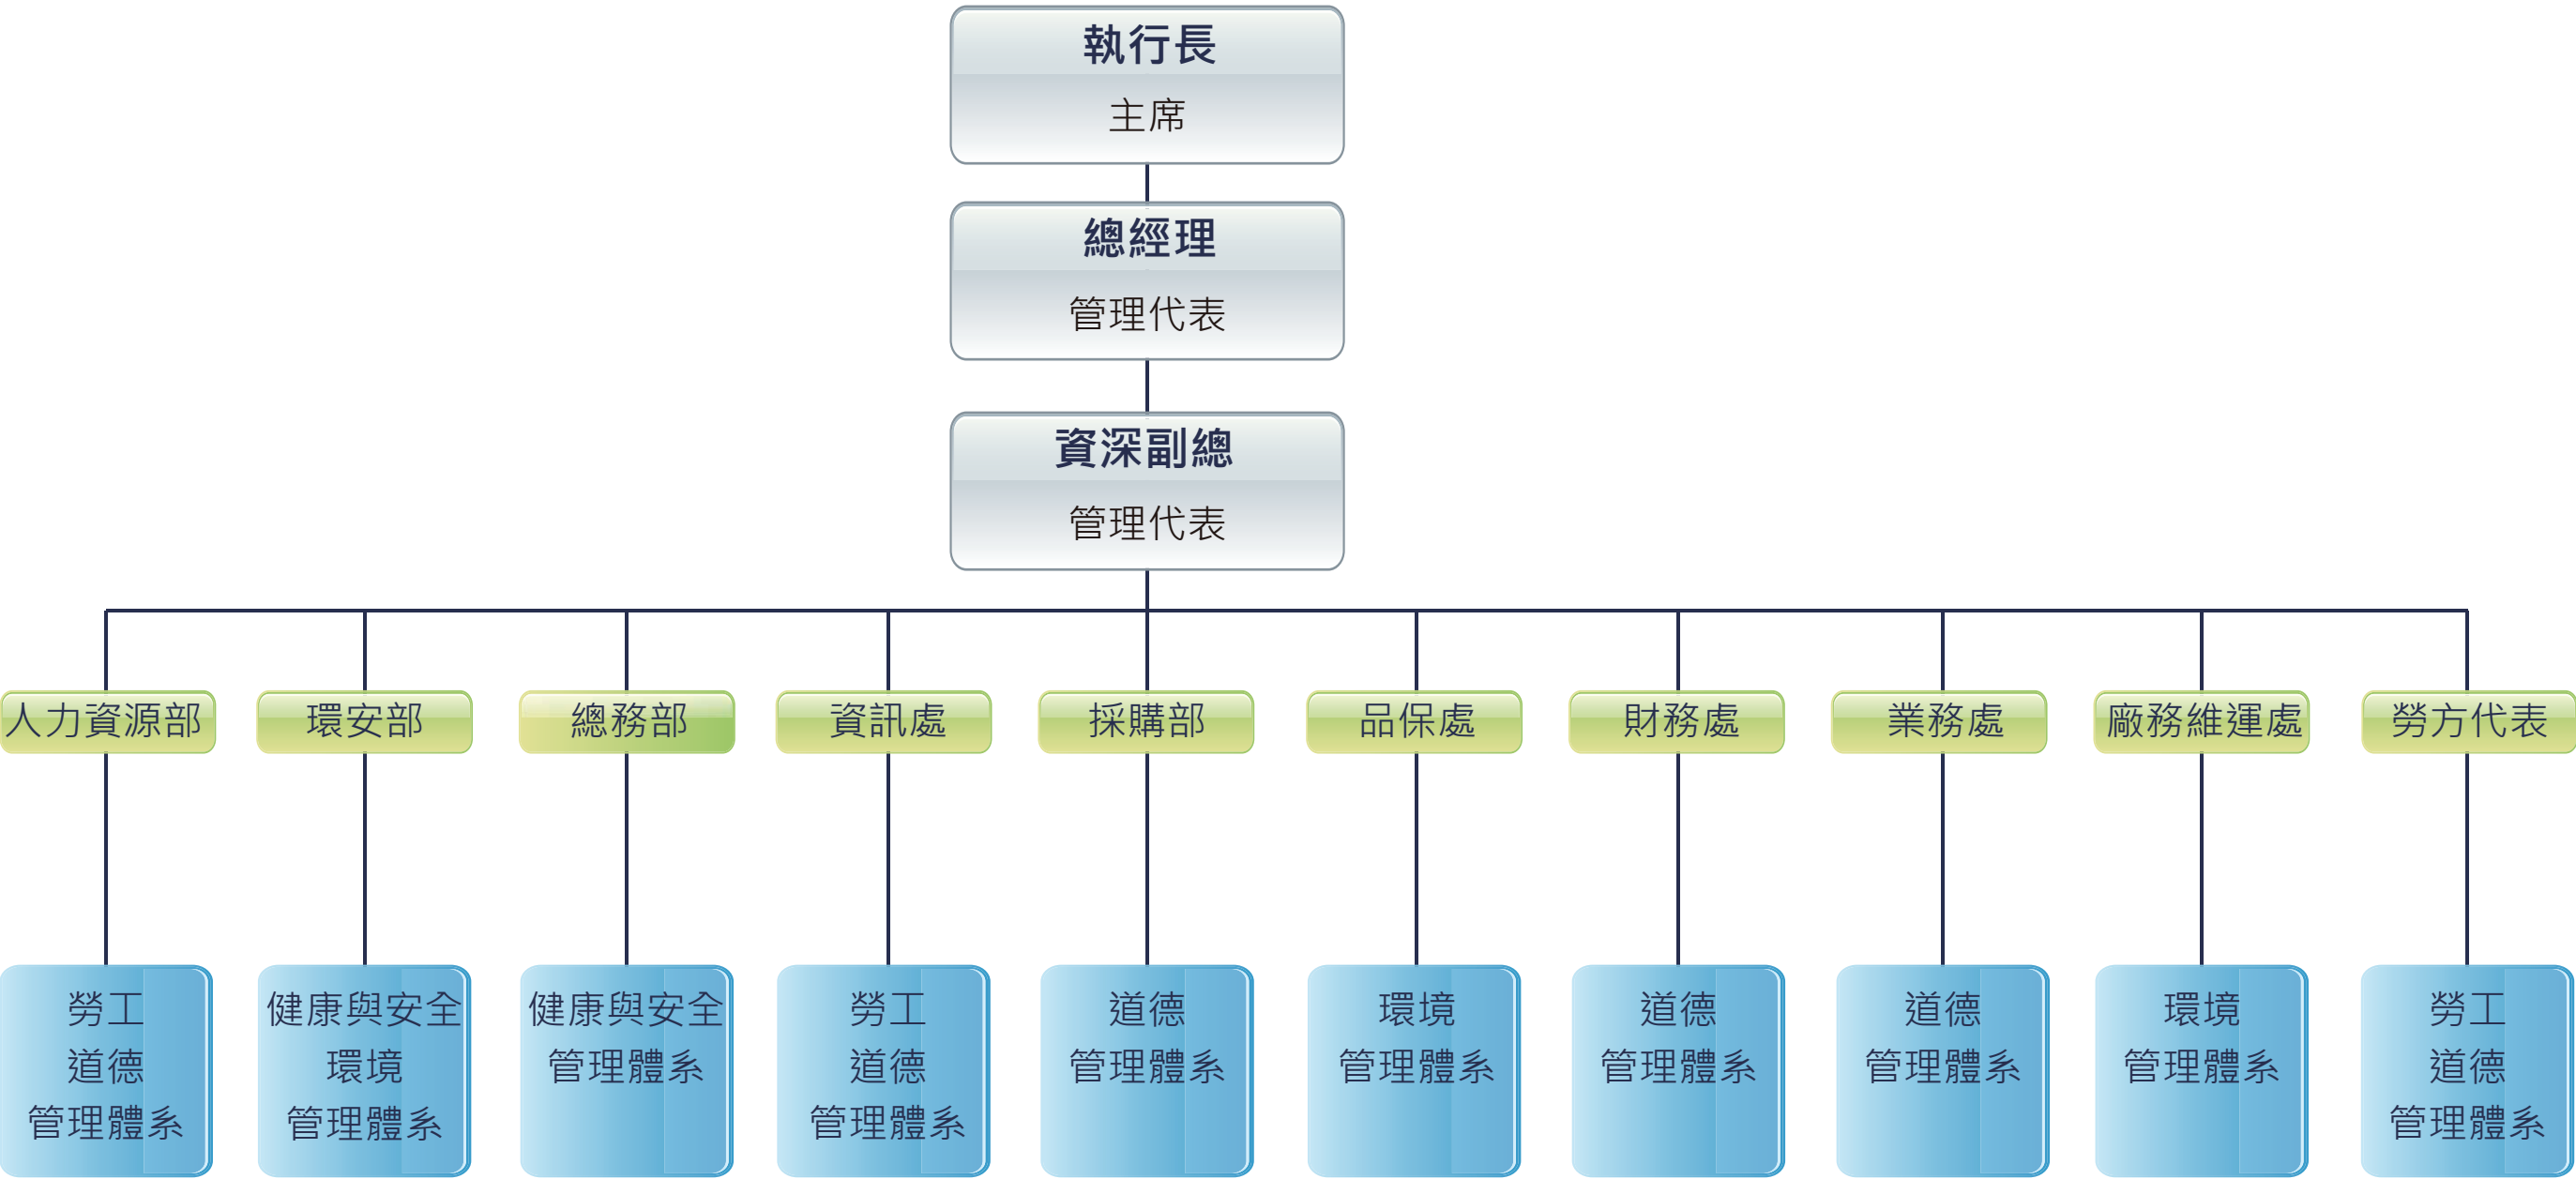 執行長
主席
總經理
管理代表
資深副總
管理代表
人力資源部
環安部
總務部
資訊處
採購部
品保處
財務處
業務處
廠務維運處
勞方代表
勞工
道德
管理體系
健康與安全
環境
管理體系
健康與安全
管理體系
勞工
道德
管理體系
道德
管理體系
環境
管理體系
道德
管理體系
道德
管理體系
環境
管理體系
勞工
道德
管理體系